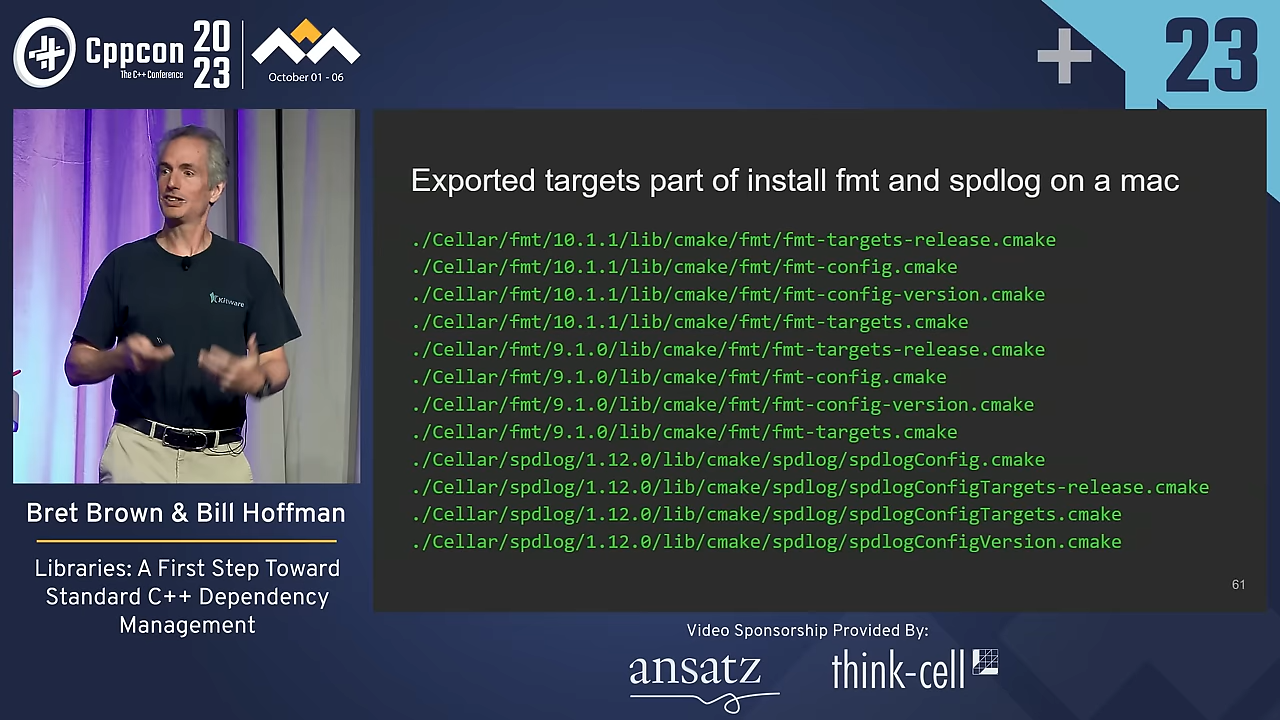 Cppcon
The C++ Conference
20
23
October 01 - 06
23
Kitware
Exported targets part of install fmt and spdlog on a mac
./Cellar/fmt/10.1.1/lib/cmake/fmt/fmt-targets-release.cmake
./Cellar/fmt/10.1.1/lib/cmake/fmt/fmt-config.cmake
./Cellar/fmt/10.1.1/lib/cmake/fmt/fmt-config-version.cmake
./Cellar/fmt/10.1.1/lib/cmake/fmt/fmt-targets.cmake
./Cellar/fmt/9.1.0/lib/cmake/fmt/fmt-targets-release.cmake
./Cellar/fmt/9.1.0/lib/cmake/fmt/fmt-config.cmake
./Cellar/fmt/9.1.0/lib/cmake/fmt/fmt-config-version.cmake
./Cellar/fmt/9.1.0/lib/cmake/fmt/fmt-targets.cmake
./Cellar/spdlog/1.12.0/lib/cmake/spdlog/spdlogConfig.cmake
./Cellar/spdlog/1.12.0/lib/cmake/spdlog/spdlogConfigTargets-release.cmake
./Cellar/spdlog/1.12.0/lib/cmake/spdlog/spdlogConfigTargets.cmake
./Cellar/spdlog/1.12.0/lib/cmake/spdlog/spdlogConfigVersion.cmake
61
Bret Brown & Bill Hoffman
Libraries: A First Step Toward
Standard C++ Dependency
Management
Video Sponsorship Provided By:
ansatz
think-cell